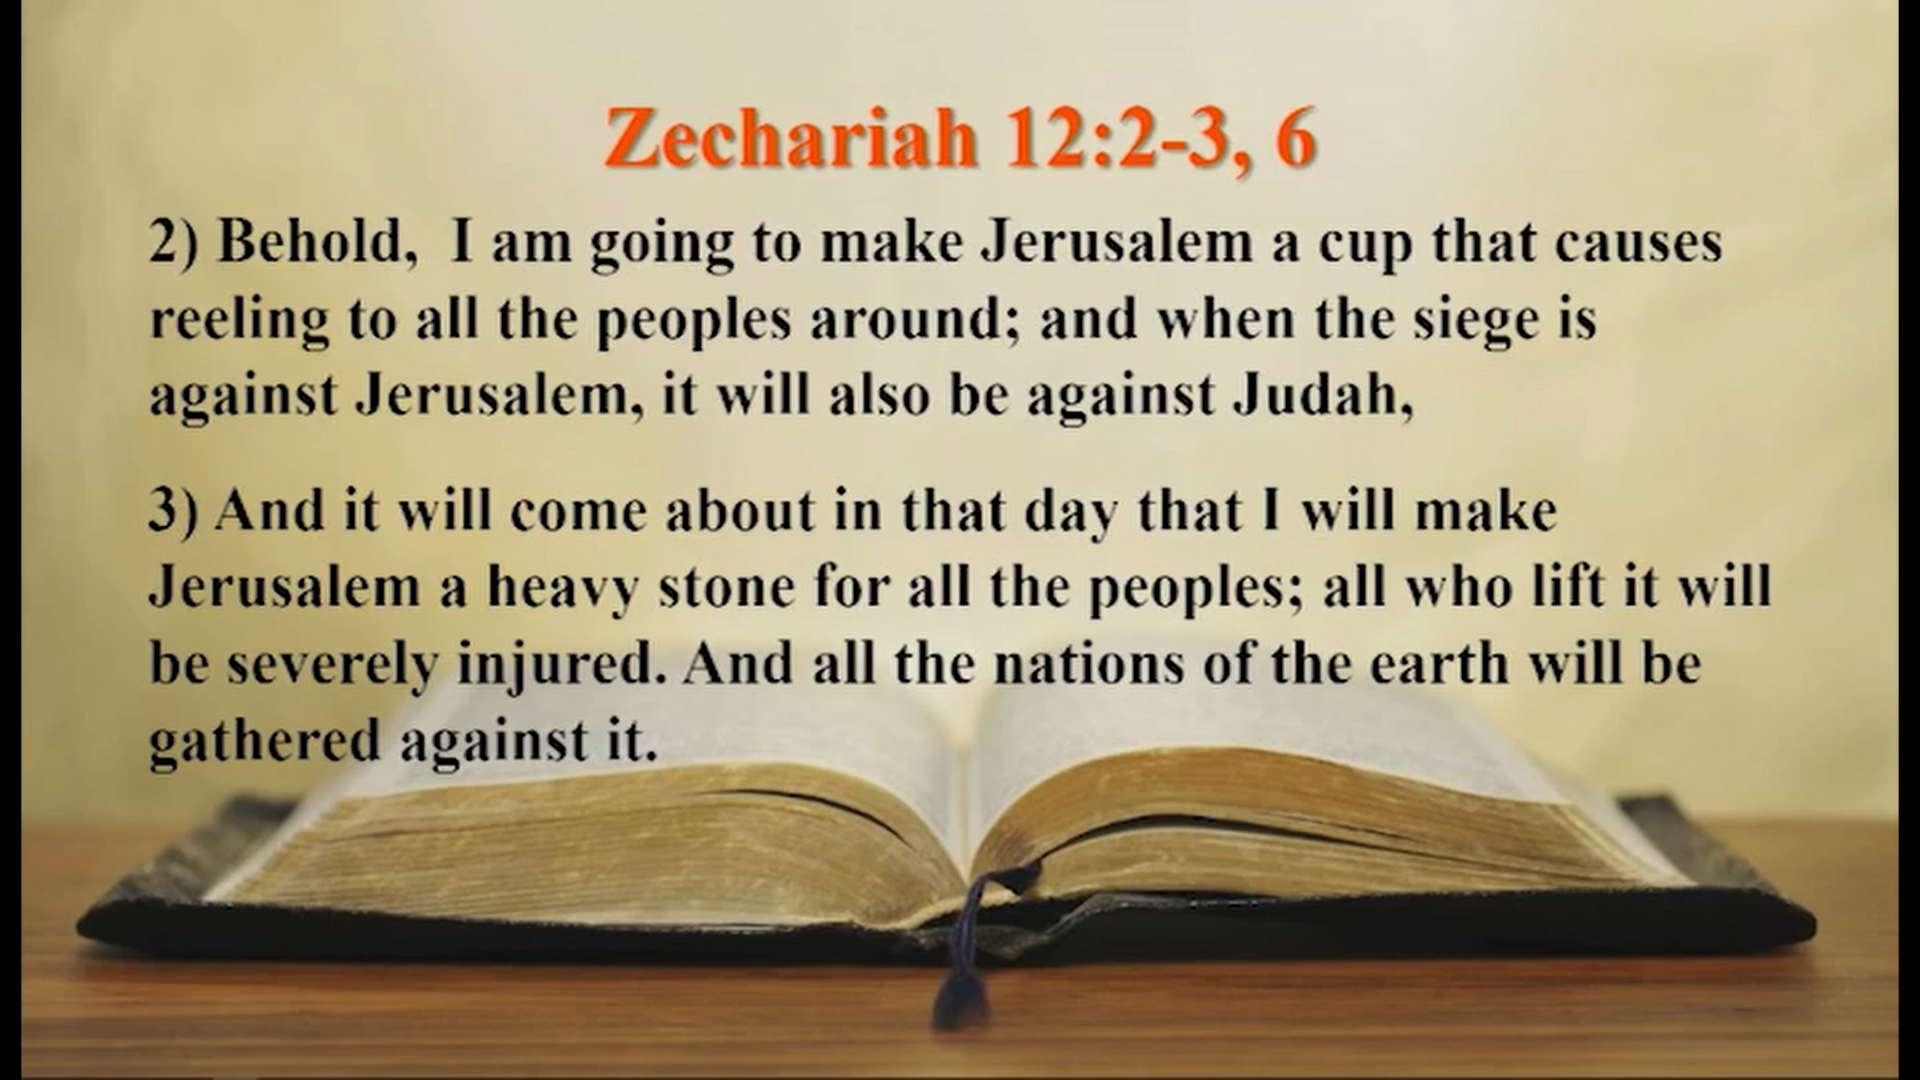 Zechariah 12:2-3, 6
2) Behold, I am going to make Jerusalem a cup that causes
reeling to all the peoples around; and when the siege is
against Jerusalem, it will also be against Judah,
3) And it will come about in that day that I will make
Jerusalem a heavy stone for all the peoples; all who lift it will
be severely injured. And all the nations of the earth will be
gathered against it.